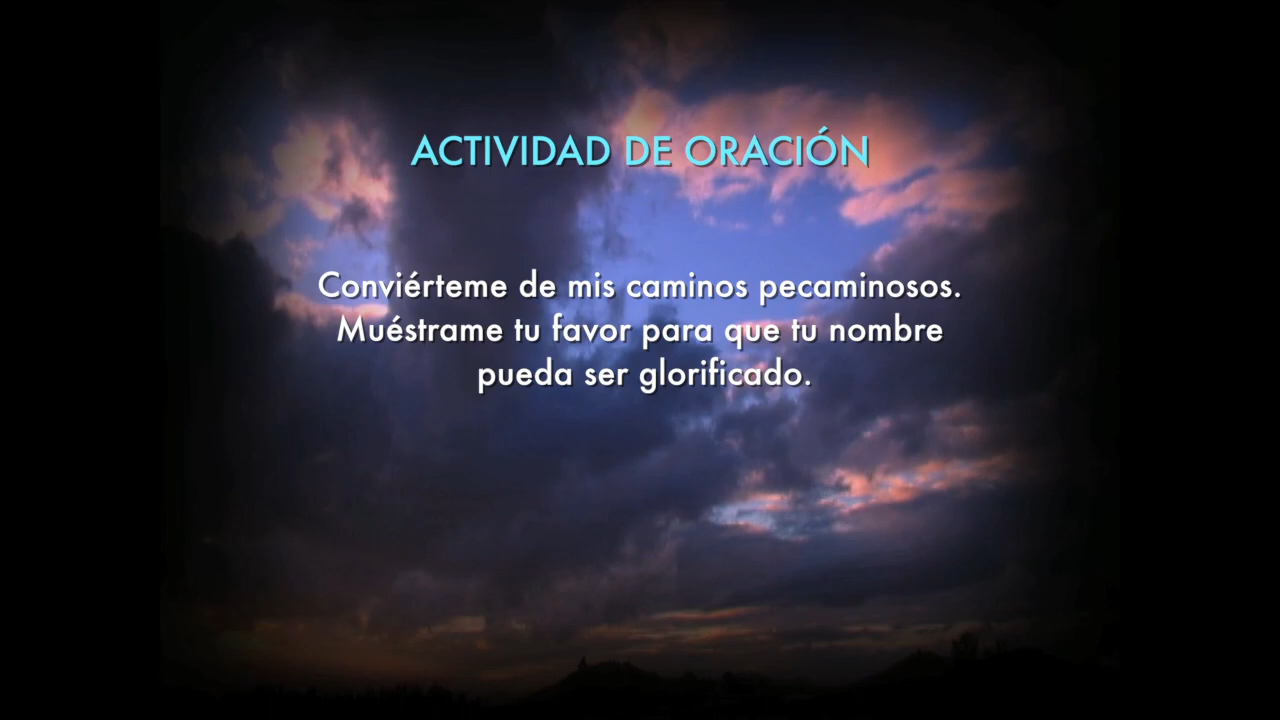 ACTIVIDAD DE ORACIÓN
Conviérteme de mis caminos pecaminosos.
Muéstrame tu favor para que tu nombre
pueda ser glorificado.